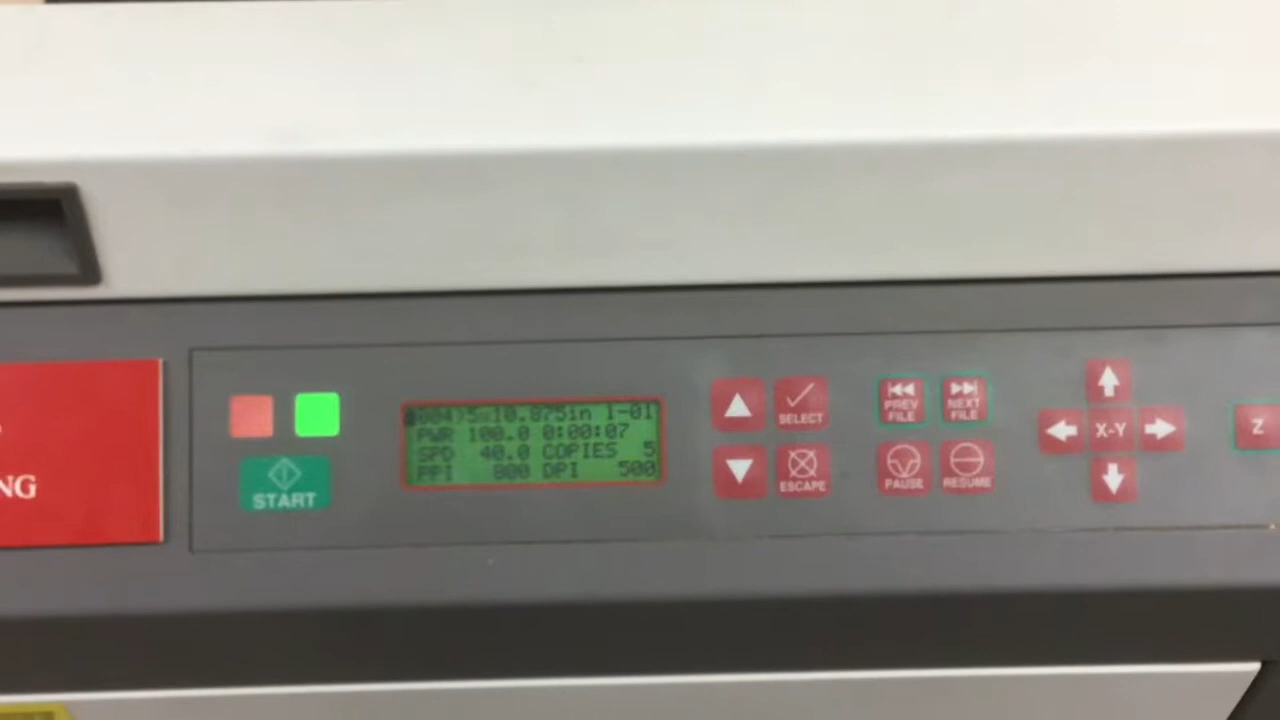 NG
START
PWR 100.0 0:00:07
SPD 40.0 COPIES 5
PPI 800 DPI 500
SELECT
ESCAPE
PREV
FILE
NEXT
FILE
PAUSE
RESUME
X-Y
Z